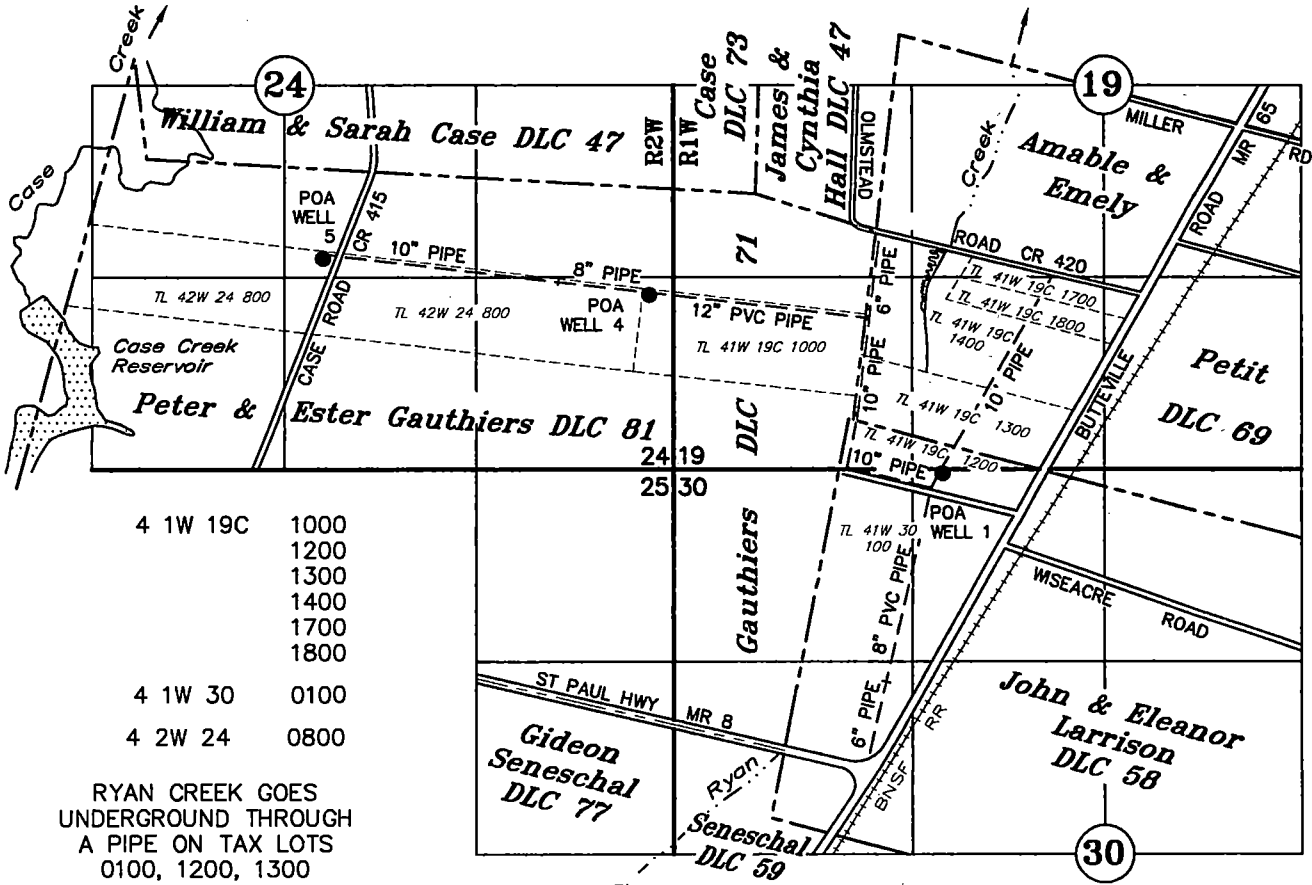 Creek
24
William & Sarah Case DLC 47
R2W
R1W
Case
DLC 73
James &
Cynthia
Hall DLC 47
OLMSTEAD
Creek
19
MILLER
RD
Amable &
Emely
ROAD
MR 65
Case
POA
WELL
5
CASE ROAD CR 415
10" PIPE
8" PIPE
POA
WELL 4
12" PVC PIPE
71
ROAD CR 420
10" PIPE 6" PIPE
TL 41W 19C 1700
TL 41W 19C 1800
TL 41W 19C
1400
10" PIPE
TL 42W 24 800
TL 42W 24 800
TL 41W 19C 1000
Case Creek
Reservoir
Peter & Ester Gauthiers DLC 81
DLC
TL 41W 19C 1300
TL 41W 19C 1200
BUTTEVILLE
Petit
DLC 69
24 19
25 30
10" PIPE
POA
WELL 1
TL 41W 30
100
Gauthiers
6" PIPE 8" PVC PIPE
WISEACRE ROAD
4 1W 19C 1000
1200
1300
1400
1700
1800
4 1W 30 0100
4 2W 24 0800
ST PAUL HWY MR 8
Gideon
Seneschal
DLC 77
Ryan
BNSF RR
John & Eleanor
Larrison
DLC 58
Seneschal
DLC 59
30
RYAN CREEK GOES
UNDERGROUND THROUGH
A PIPE ON TAX LOTS
0100, 1200, 1300